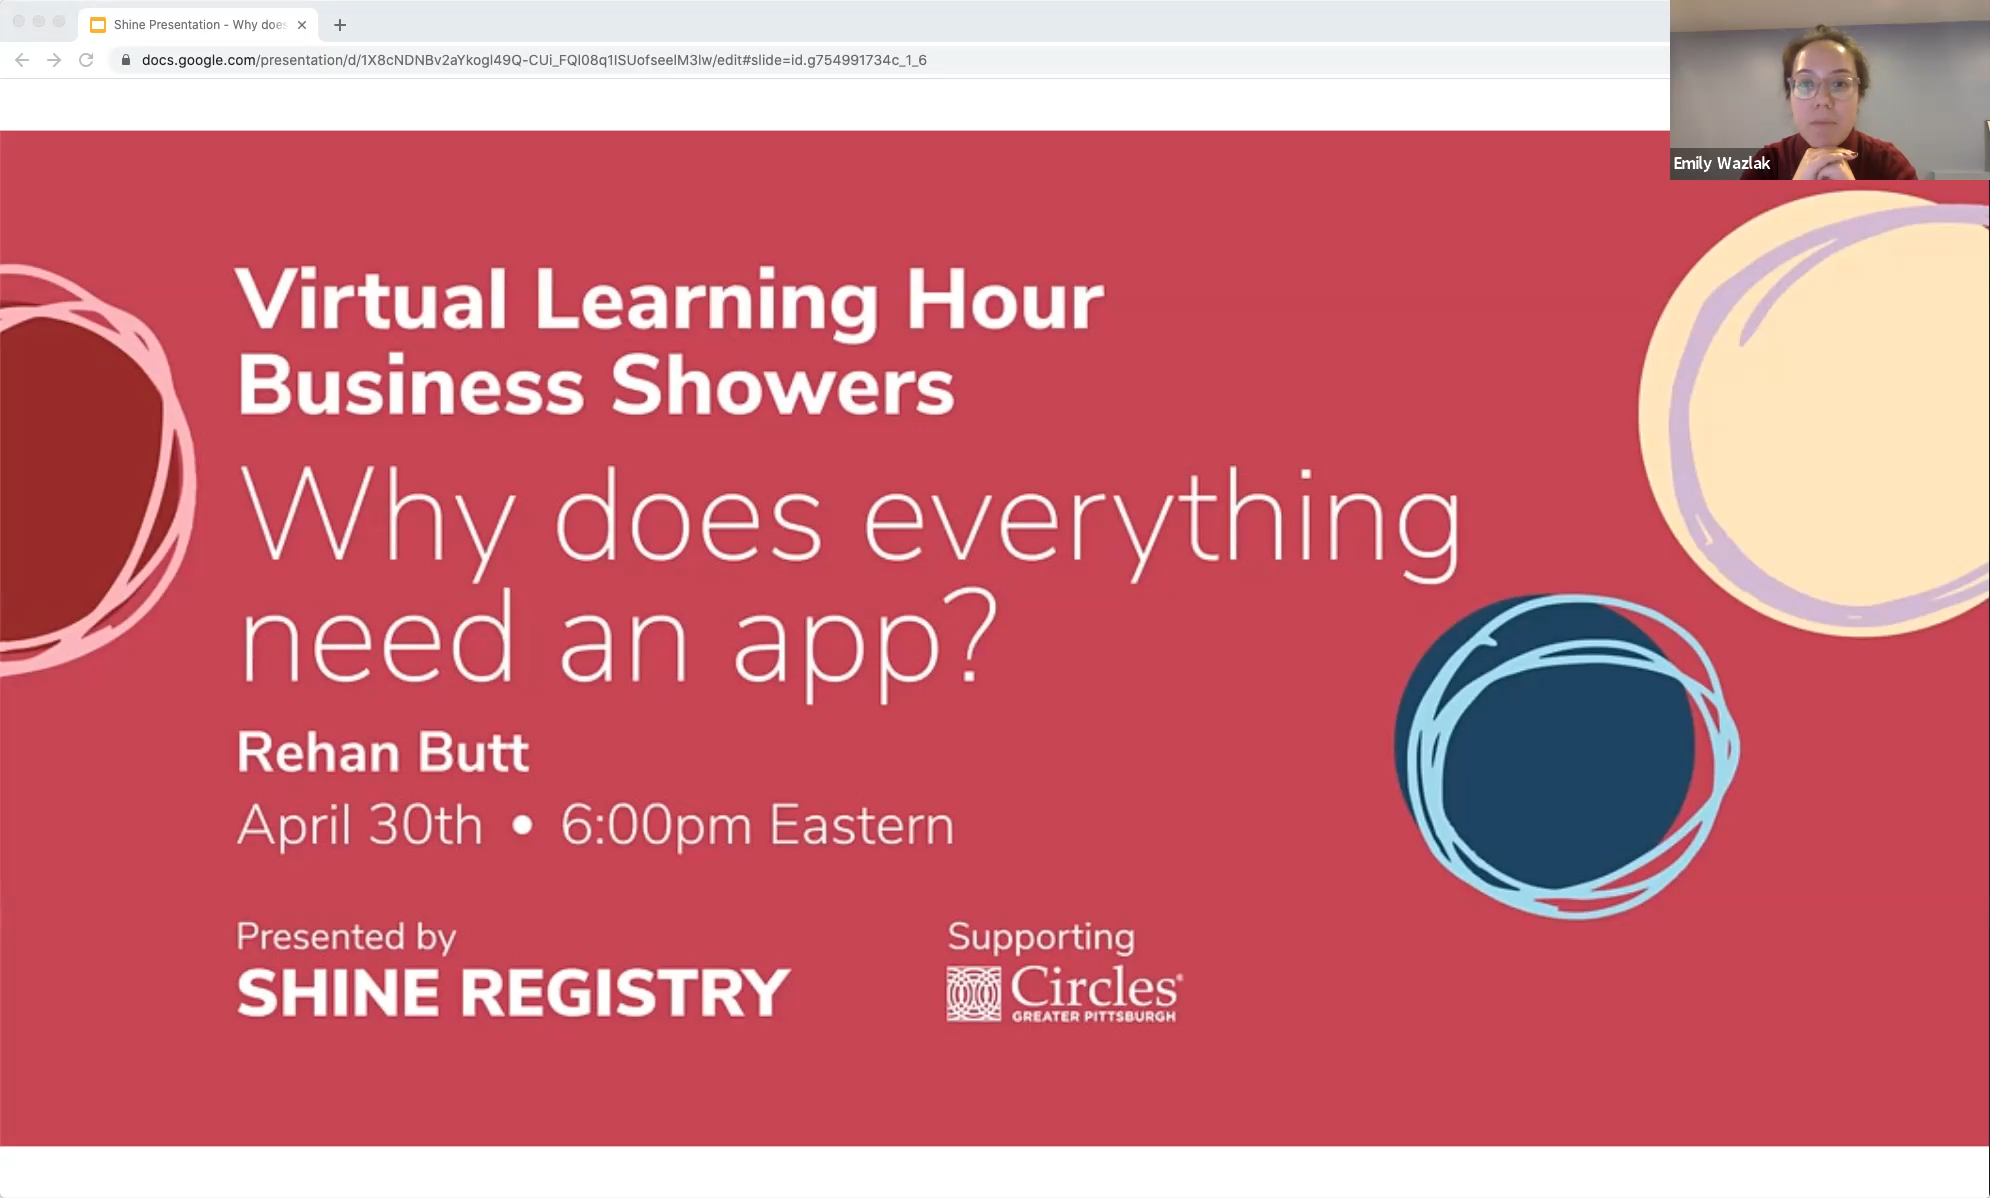 Shine Presentation - Why does
docs.google.com/presentation/d/1X8cNDNBv2aYkogl49Q-CUi_FQl08q1lSUofseelM3lw/edit#slide=id.g754991734c_1_6
Emily Wazlak
Virtual Learning Hour
Business Showers
Why does everything
need an app?
Rehan Butt
April 30th • 6:00pm Eastern
Presented by
SHINE REGISTRY
Supporting
Circles®
GREATER PITTSBURGH